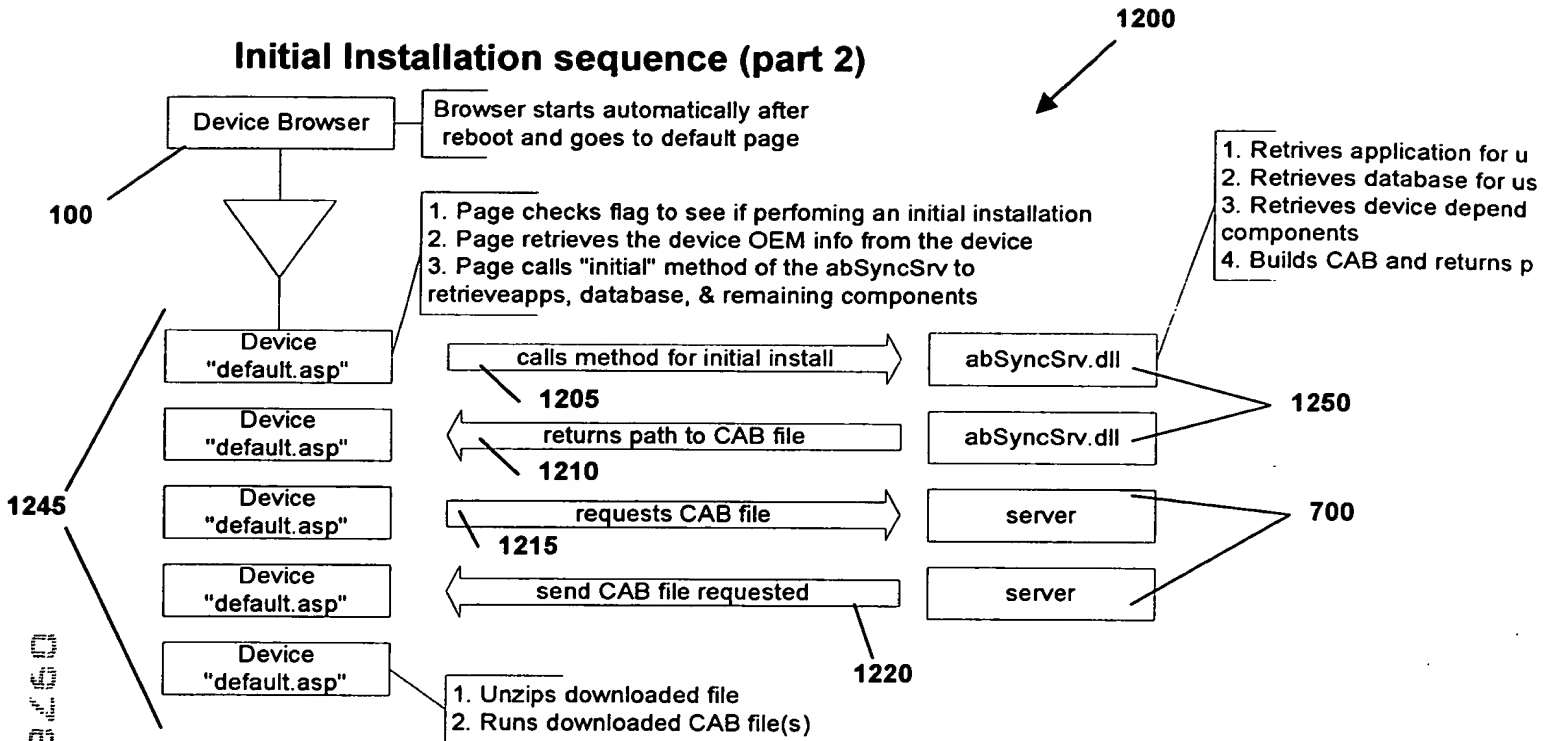 1200
Initial Installation sequence (part 2)
Device Browser
Browser starts automatically after
reboot and goes to default page
100
1. Page checks flag to see if perfoming an initial installation
2. Page retrieves the device OEM info from the device
3. Page calls "initial" method of the abSyncSrv to
retrieveapps, database, & remaining components
1. Retrives application for u
2. Retrieves database for us
3. Retrieves device depend
components
4. Builds CAB and returns p
Device
"default.asp"
calls method for initial install
abSyncSrv.dll
1205
1250
Device
"default.asp"
returns path to CAB file
abSyncSrv.dll
1210
1245
Device
"default.asp"
requests CAB file
server
1215
700
Device
"default.asp"
send CAB file requested
server
1220
Device
"default.asp"
1. Unzips downloaded file
2. Runs downloaded CAB file(s)